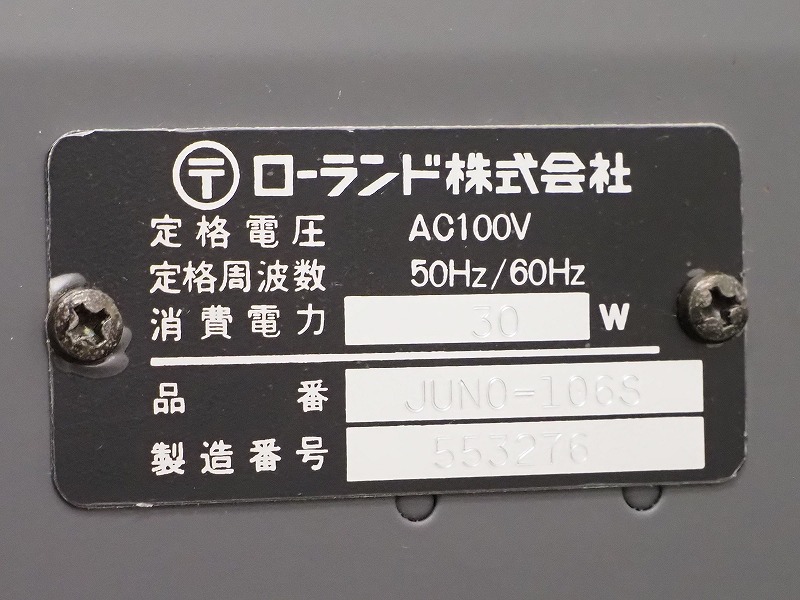 〒 ローランド株式会社
定格電圧 AC100V
定格周波数 50Hz/60Hz
消費電力 30 W
品番 JUNO-106S
製造番号 553276